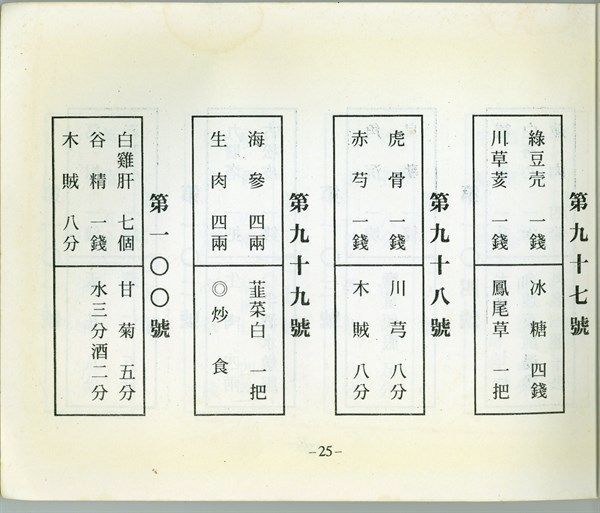 第九十七號
綠豆壳 一錢
川草菱 一錢
冰糖 四錢
鳳尾草 一把
第九十八號
虎骨 一錢
赤芍 一錢
川芎 八分
木賊 八分
第九十九號
海參 四兩
生肉 四兩
韮菜白 一把
◎炒食
第一〇〇號
白雞肝 七個
谷精 一錢
木賊 八分
甘菊 五分
水三分酒二分
-25-